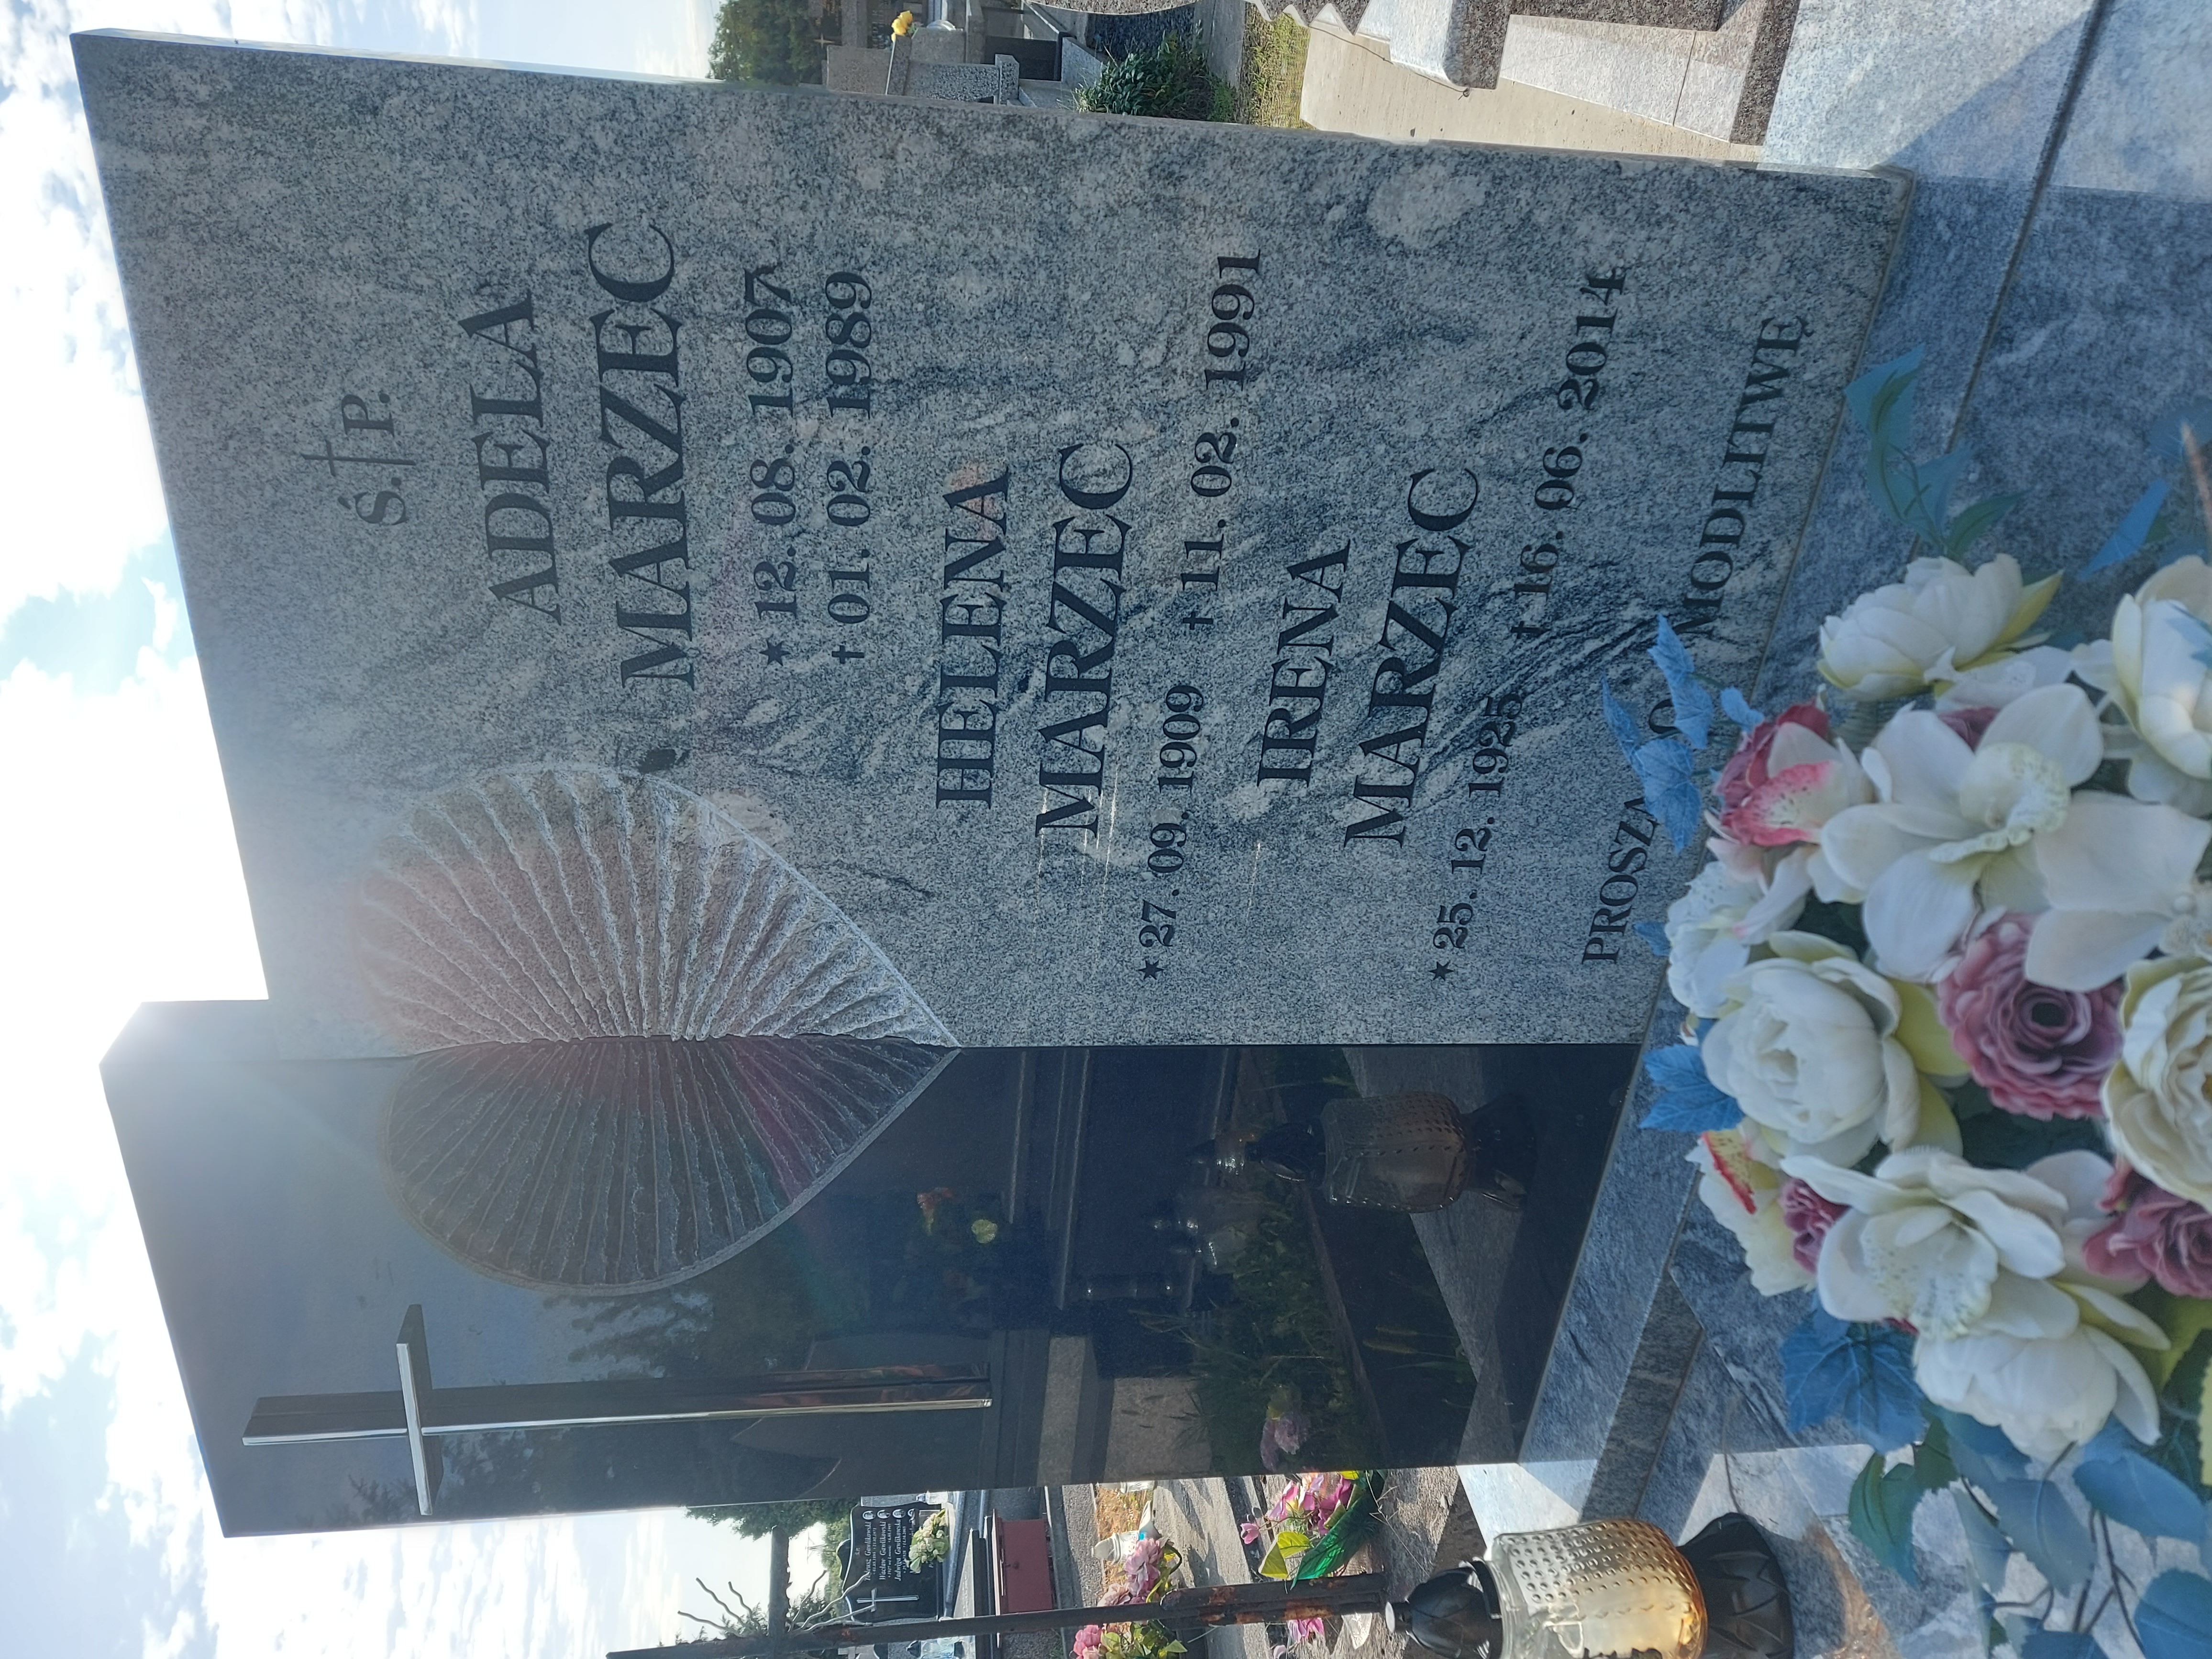 Ś. † P.
ADELA
MARZEC
★ 12. 08. 1907
† 01. 02. 1989
HELENA
MARZEC
★ 27. 09. 1909 † 11. 02. 1991
IRENA
MARZEC
★ 25. 12. 1925 † 16. 06. 2014
PROSZĄ O MODLITWĘ